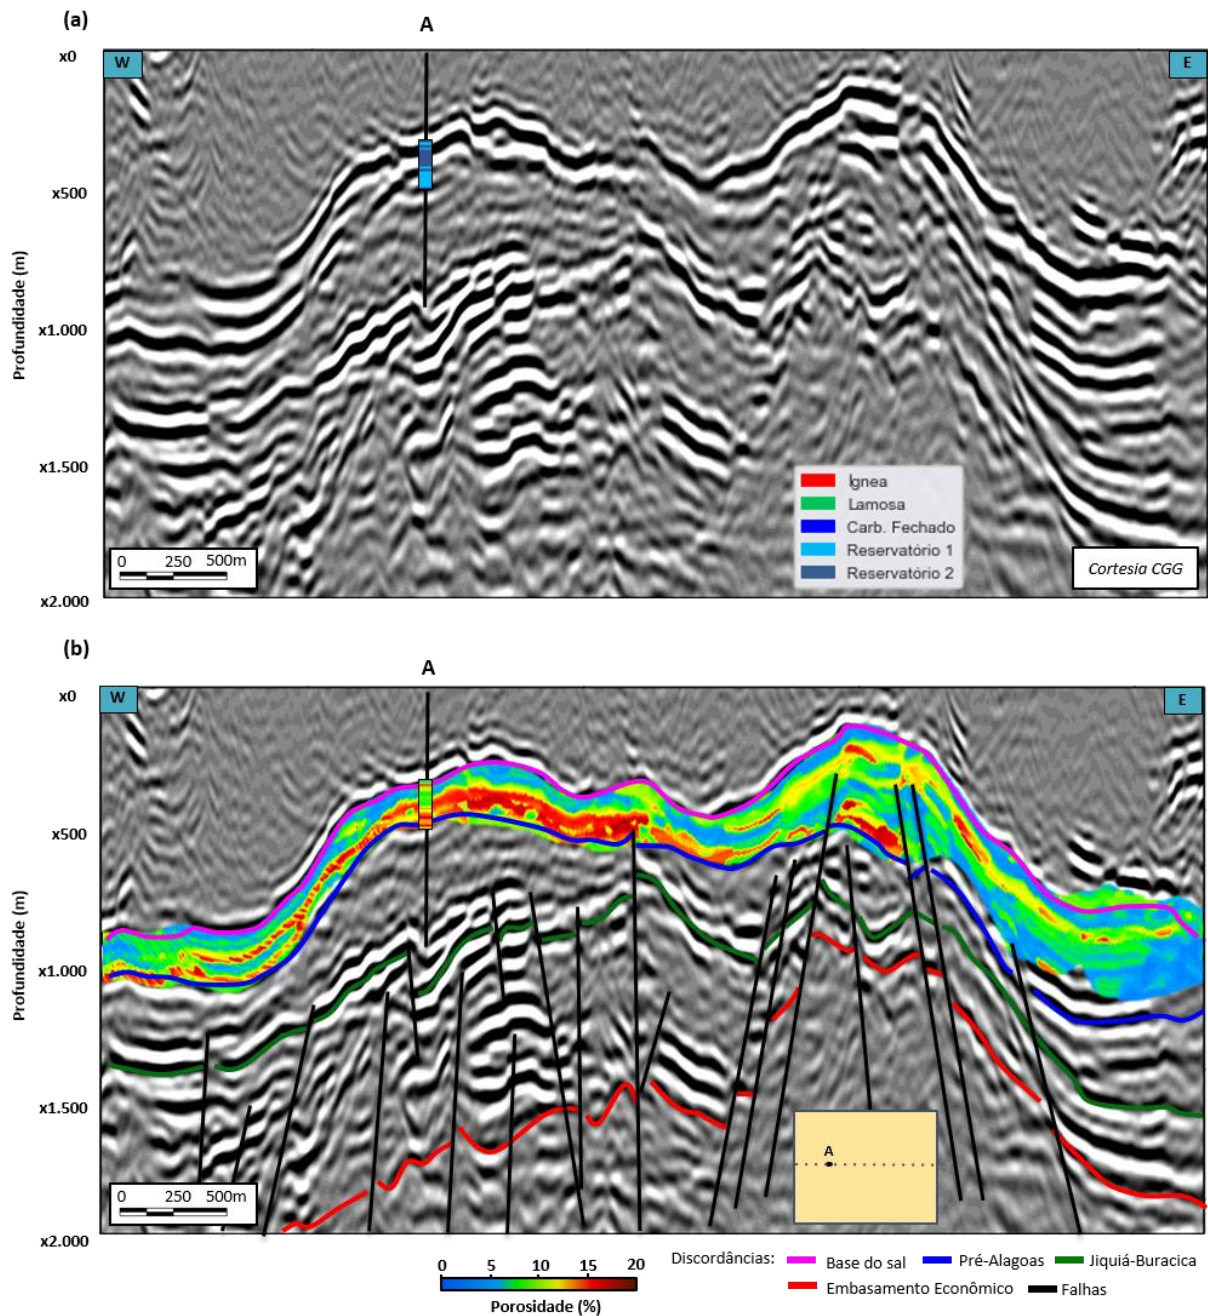 (a)
A
x0
W
E
x500
Profundidade (m)
x1.000
x1.500
Ígnea
Lamosa
Carb. Fechado
Reservatório 1
Reservatório 2
0 250 500m
Cortesia CGG
x2.000
(b)
A
x0
W
E
x500
Profundidade (m)
x1.000
x1.500
A
0 250 500m
x2.000
Discordâncias: Base do sal Pré-Alagoas Jiquiá-Buracica
Embasamento Econômico Falhas
0 5 10 15 20
Porosidade (%)